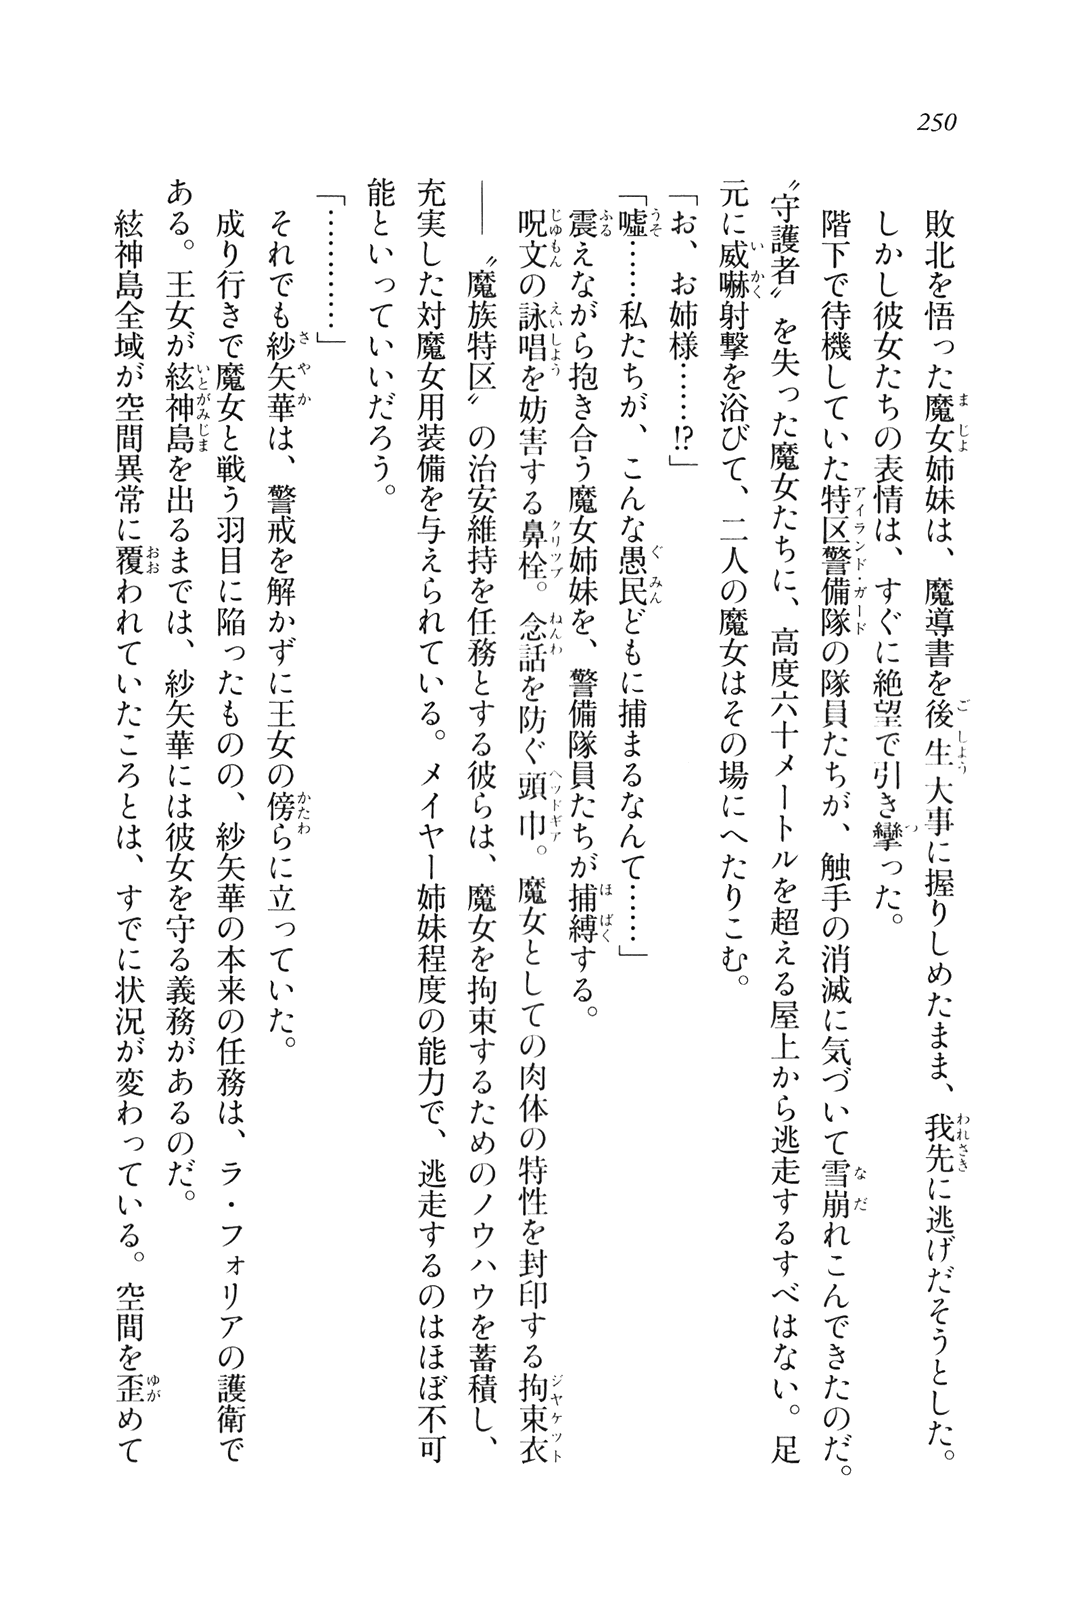 250
敗北を悟った魔女姉妹は、魔導書を後生大事に握りしめたまま、我先に逃げだそうとした。
しかし彼女たちの表情は、すぐに絶望で引き攣った。
階下で待機していた特区警備隊の隊員たちが、触手の消滅に気づいて雪崩れこんできたのだ。
〝守護者〟を失った魔女たちに、高度六十メートルを超える屋上から逃走するすべはない。足
元に威嚇射撃を浴びて、二人の魔女はその場にへたりこむ。
「お、お姉様……!?」
「嘘……私たちが、こんな愚民どもに捕まるなんて……」
震えながら抱き合う魔女姉妹を、警備隊員たちが捕縛する。
呪文の詠唱を妨害する鼻栓。念話を防ぐ頭巾。魔女としての肉体の特性を封印する拘束衣
――〝魔族特区〟の治安維持を任務とする彼らは、魔女を拘束するためのノウハウを蓄積し、
充実した対魔女用装備を与えられている。メイヤー姉妹程度の能力で、逃走するのはほぼ不可
能といっていいだろう。
「…………」
それでも紗矢華は、警戒を解かずに王女の傍らに立っていた。
成り行きで魔女と戦う羽目に陥ったものの、紗矢華の本来の任務は、ラ・フォリアの護衛で
ある。王女が絃神島を出るまでは、紗矢華には彼女を守る義務があるのだ。
絃神島全域が空間異常に覆われていたころとは、すでに状況が変わっている。空間を歪めて